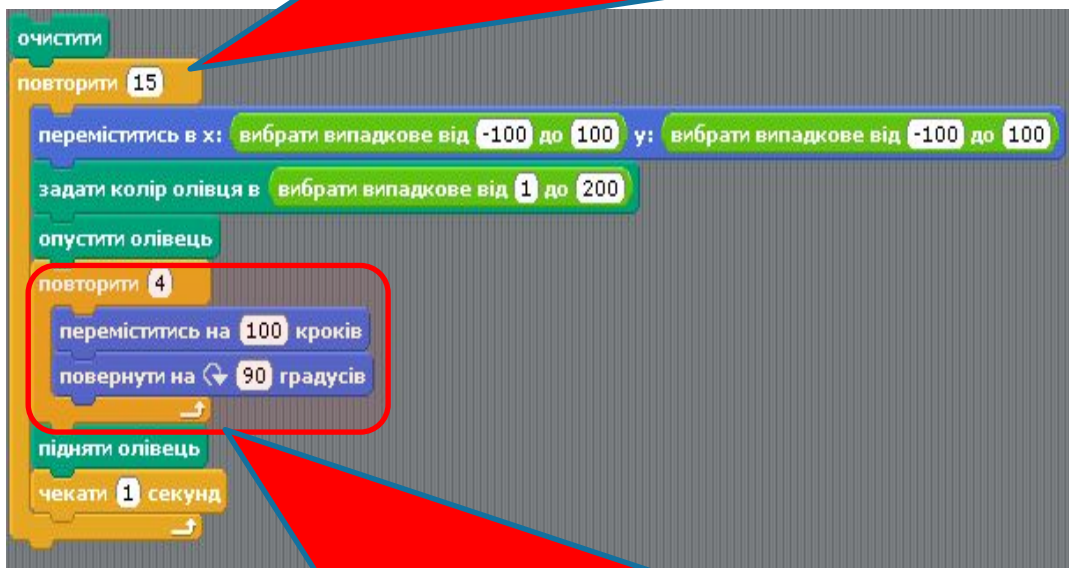 очистити
повторити 15
переміститись в x: вибрати випадкове від -100 до 100 y: вибрати випадкове від -100 до 100
задати колір олівця в вибрати випадкове від 1 до 200
опустити олівець
повторити 4
переміститись на 100 кроків
повернути на 90 градусів
підняти олівець
чекати 1 секунд